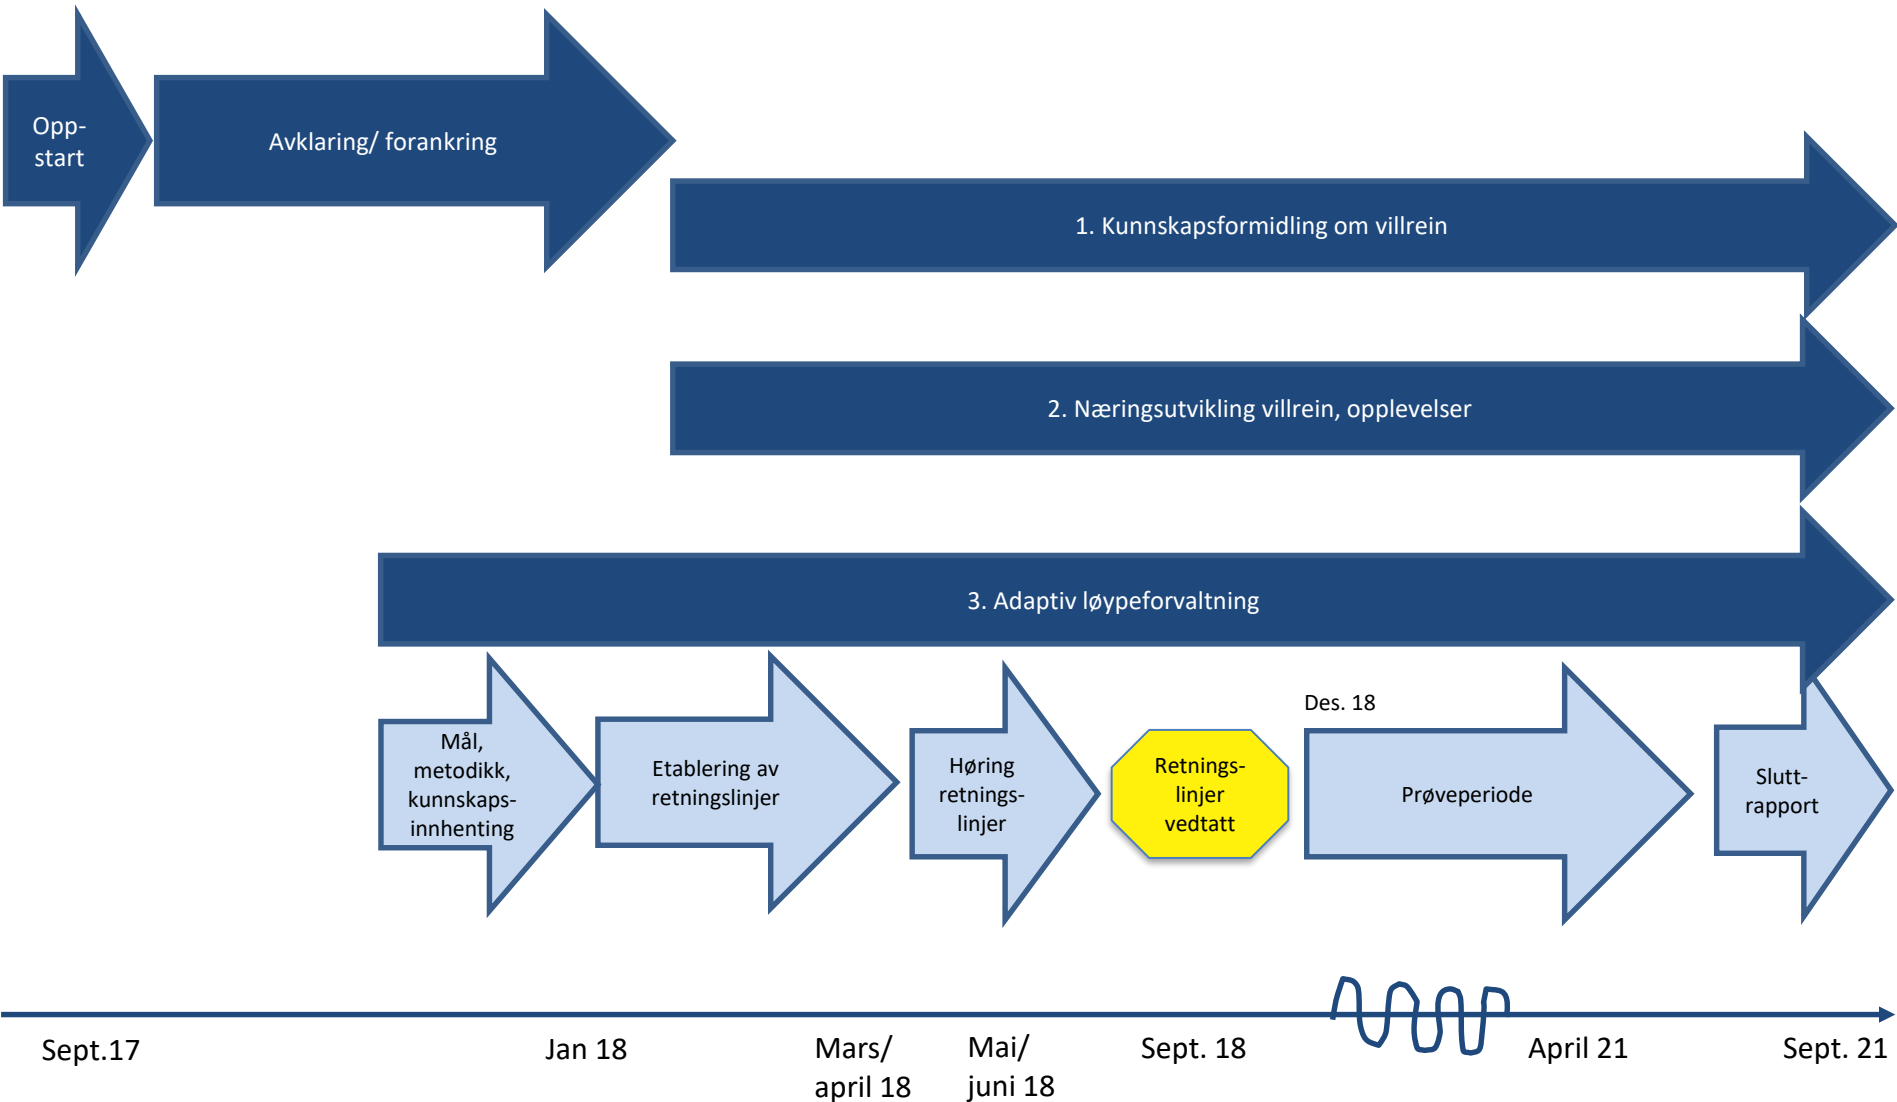 Opp-
start
Avklaring/ forankring
1. Kunnskapsformidling om villrein
2. Næringsutvikling villrein, opplevelser
3. Adaptiv løypeforvaltning
Mål,
metodikk,
kunnskaps-
innhenting
Etablering av
retningslinjer
Høring
retnings-
linjer
Retnings-
linjer
vedtatt
Des. 18
Prøveperiode
Slutt-
rapport
Sept.17
Jan 18
Mars/
april 18
Mai/
juni 18
Sept. 18
April 21
Sept. 21